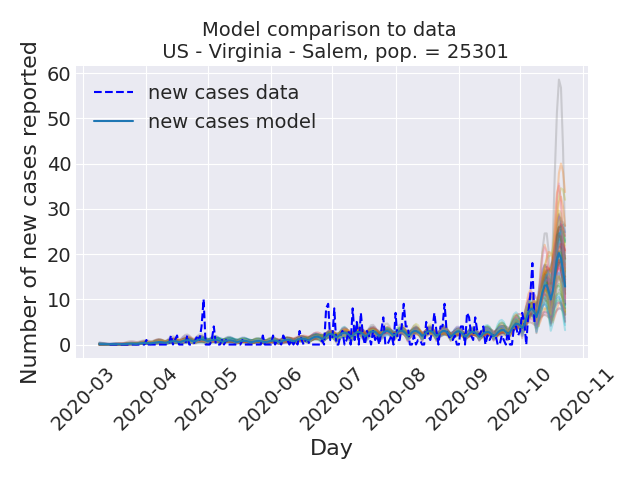 Model comparison to data
US - Virginia - Salem, pop. = 25301
Number of new cases reported
60
50
40
30
20
10
0
new cases data
new cases model
2020-03
2020-04
2020-05
2020-06
2020-07
2020-08
2020-09
2020-10
2020-11
Day